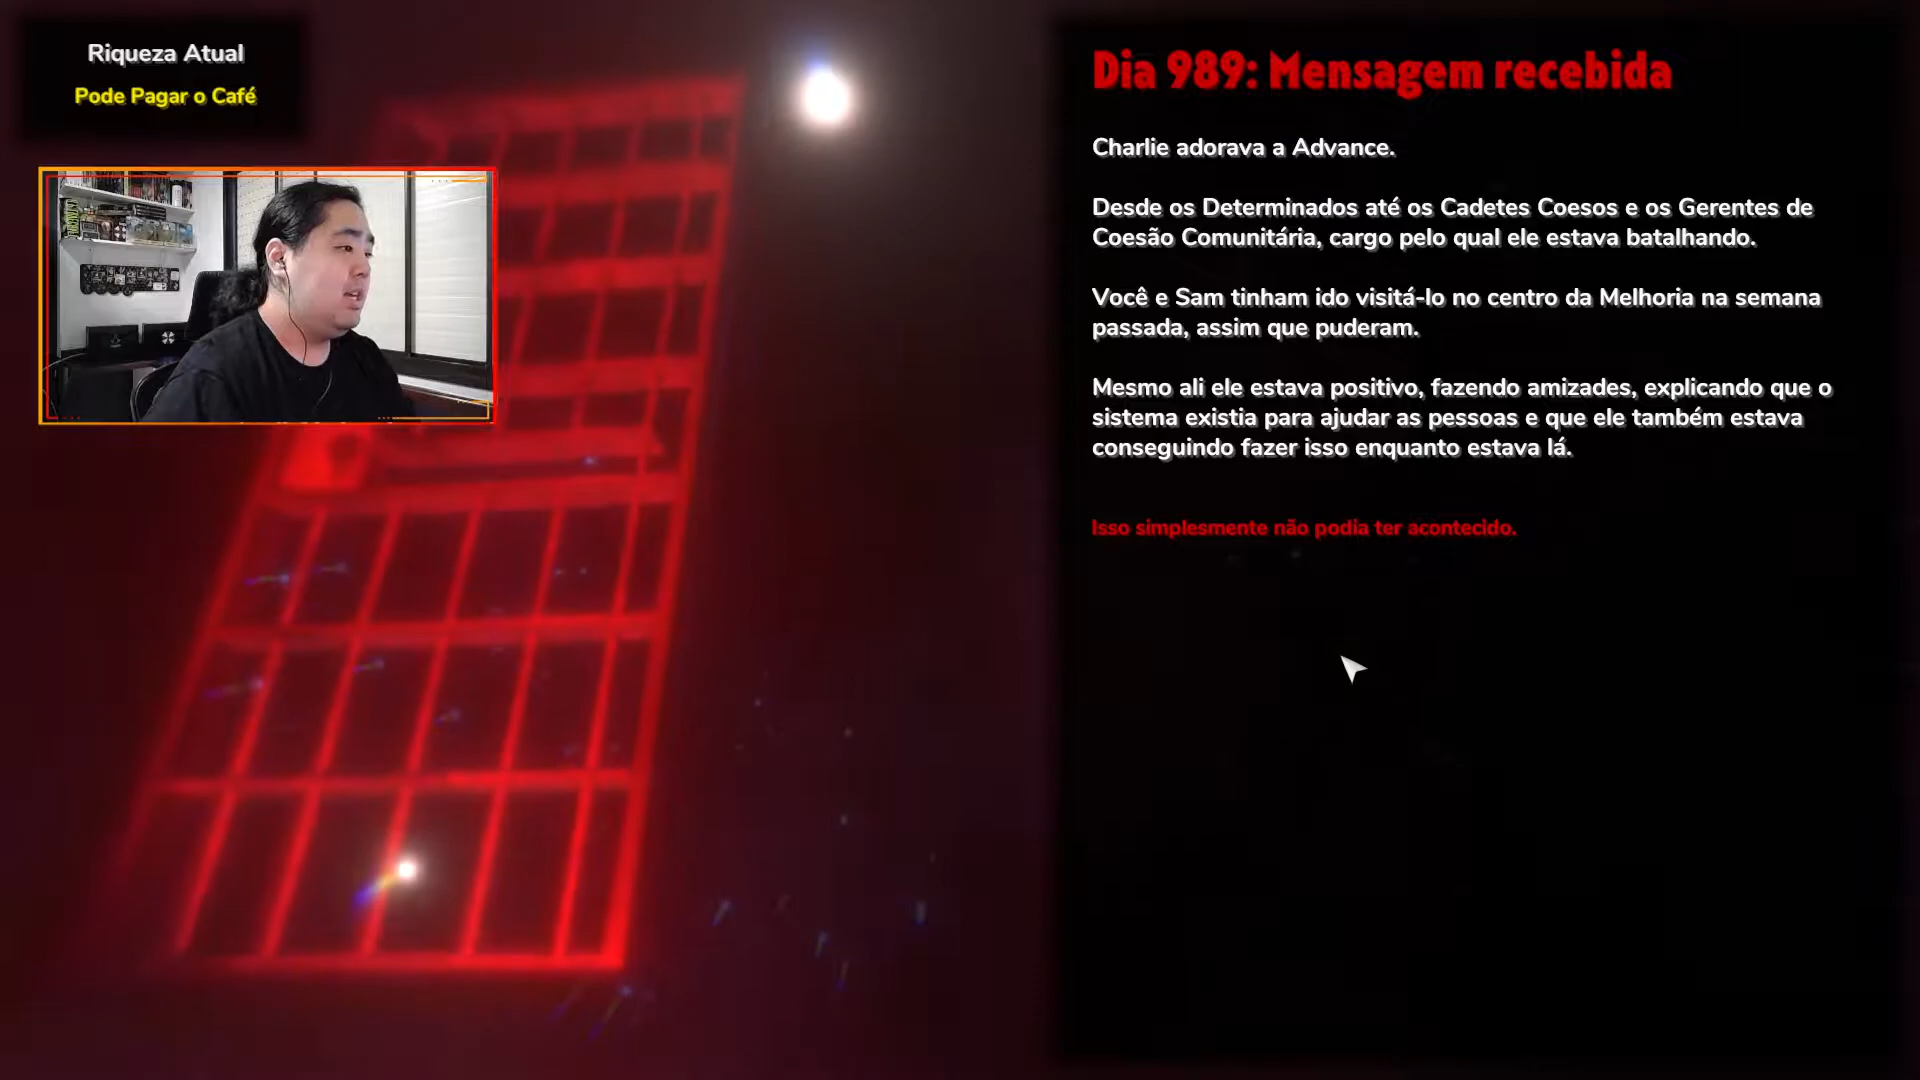 Riqueza Atual
Pode Pagar o Café
Dia 989: Mensagem recebida
Charlie adorava a Advance.
Desde os Determinados até os Cadetes Coesos e os Gerentes de
Coesão Comunitária, cargo pelo qual ele estava batalhando.
Você e Sam tinham ido visitá-lo no centro da Melhoria na semana
passada, assim que puderam.
Mesmo ali ele estava positivo, fazendo amizades, explicando que o
sistema existia para ajudar as pessoas e que ele também estava
conseguindo fazer isso enquanto estava lá.
Isso simplesmente não podia ter acontecido.